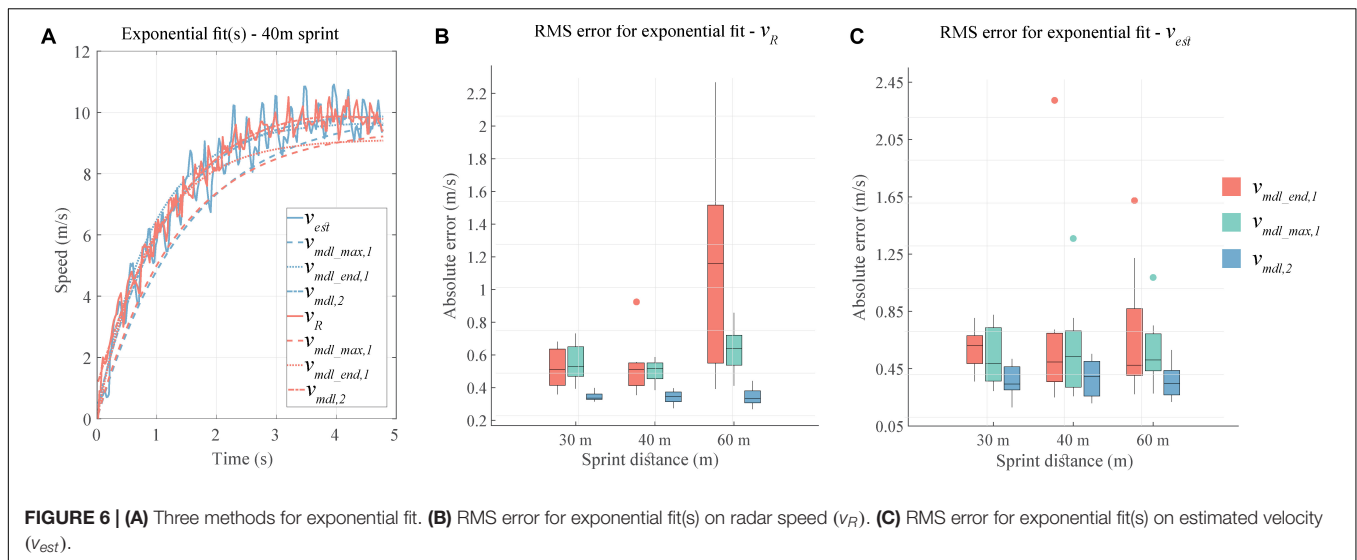 A
Exponential fit(s) - 40m sprint
12
10
8
6
4
2
0
Speed (m/s)
0 1 2 3 4 5
Time (s)
v_est
v_mdl_max,1
v_mdl_end,1
v_mdl,2
v_R
v_mdl_max,1
v_mdl_end,1
v_mdl,2
B
RMS error for exponential fit - v_R
2.2
2
1.8
1.6
1.4
1.2
1
0.8
0.6
0.4
0.2
Absolute error (m/s)
30 m 40 m 60 m
Sprint distance (m)
C
RMS error for exponential fit - v_est
2.45
2.05
1.65
1.25
0.85
0.45
0.05
Absolute error (m/s)
30 m 40 m 60 m
Sprint distance (m)
v_mdl_end,1
v_mdl_max,1
v_mdl,2
FIGURE 6 | (A) Three methods for exponential fit. (B) RMS error for exponential fit(s) on radar speed (v_R). (C) RMS error for exponential fit(s) on estimated velocity
(v_est).